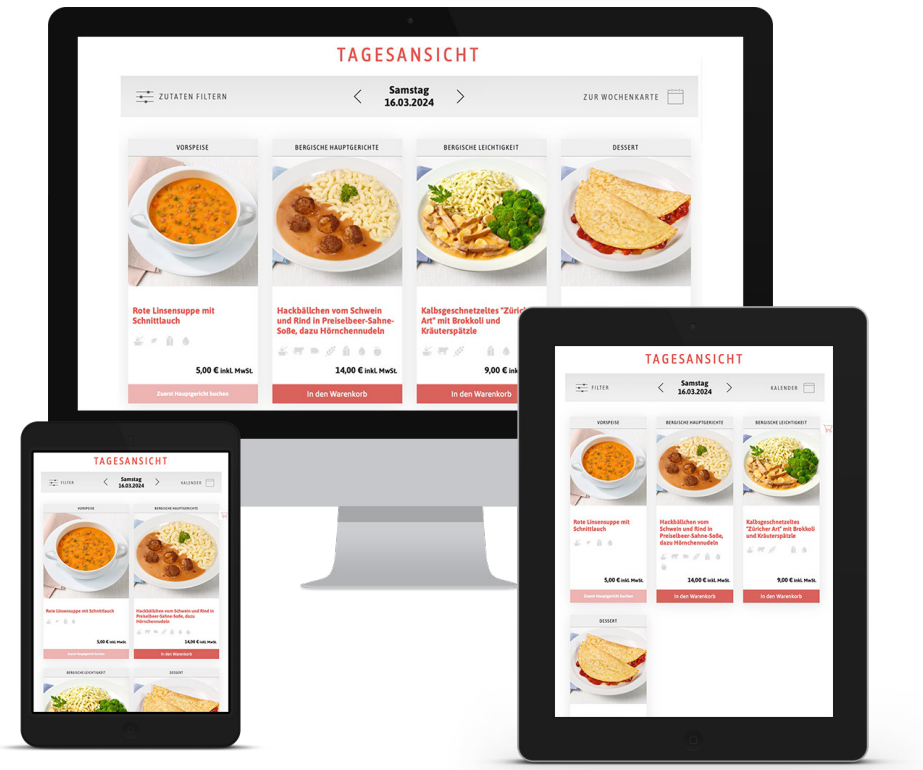 TAGESANSICHT
ZUTATEN FILTERN
Samstag
16.03.2024
ZUR WOCHENKARTE
VORSPEISE
BERGISCHE HAUPTGERICHTE
BERGISCHE LEICHTIGKEIT
DESSERT
Rote Linsensuppe mit
Schnittlauch
Hackbällchen vom Schwein
und Rind in Preiselbeer-Sahne-
Soße, dazu Hörnchennudeln
Kalbsgeschnetzeltes "Züricher
Art" mit Brokkoli und
Kräuterspätzle
5,00 € inkl. MwSt.
14,00 € inkl. MwSt.
9,00 € ink
Zuerst Hauptgericht buchen
In den Warenkorb
In den Warenkorb
TAGESANSICHT
FILTER
Samstag
16.03.2024
KALENDER
VORSPEISE
BERGISCHE HAUPTGERICHTE
Rote Linsensuppe mit Schnittlauch
Hackbällchen vom Schwein und Rind in
Preiselbeer-Sahne-Soße, dazu
Hörnchennudeln
5,00 € inkl. MwSt.
14,00 € inkl. MwSt.
Zuerst Hauptgericht buchen
In den Warenkorb
BERGISCHE LEICHTIGKEIT
DESSERT
TAGESANSICHT
FILTER
Samstag
16.03.2024
KALENDER
VORSPEISE
BERGISCHE HAUPTGERICHTE
BERGISCHE LEICHTIGKEIT
Rote Linsensuppe mit
Schnittlauch
Hackbällchen vom
Schwein und Rind in
Preiselbeer-Sahne-Soße,
dazu Hörnchennudeln
Kalbsgeschnetzeltes
"Züricher Art" mit Brokkoli
und Kräuterspätzle
5,00 € inkl. MwSt.
14,00 € inkl. MwSt.
9,00 € inkl. MwSt.
Zuerst Hauptgericht buchen
In den Warenkorb
In den Warenkorb
DESSERT